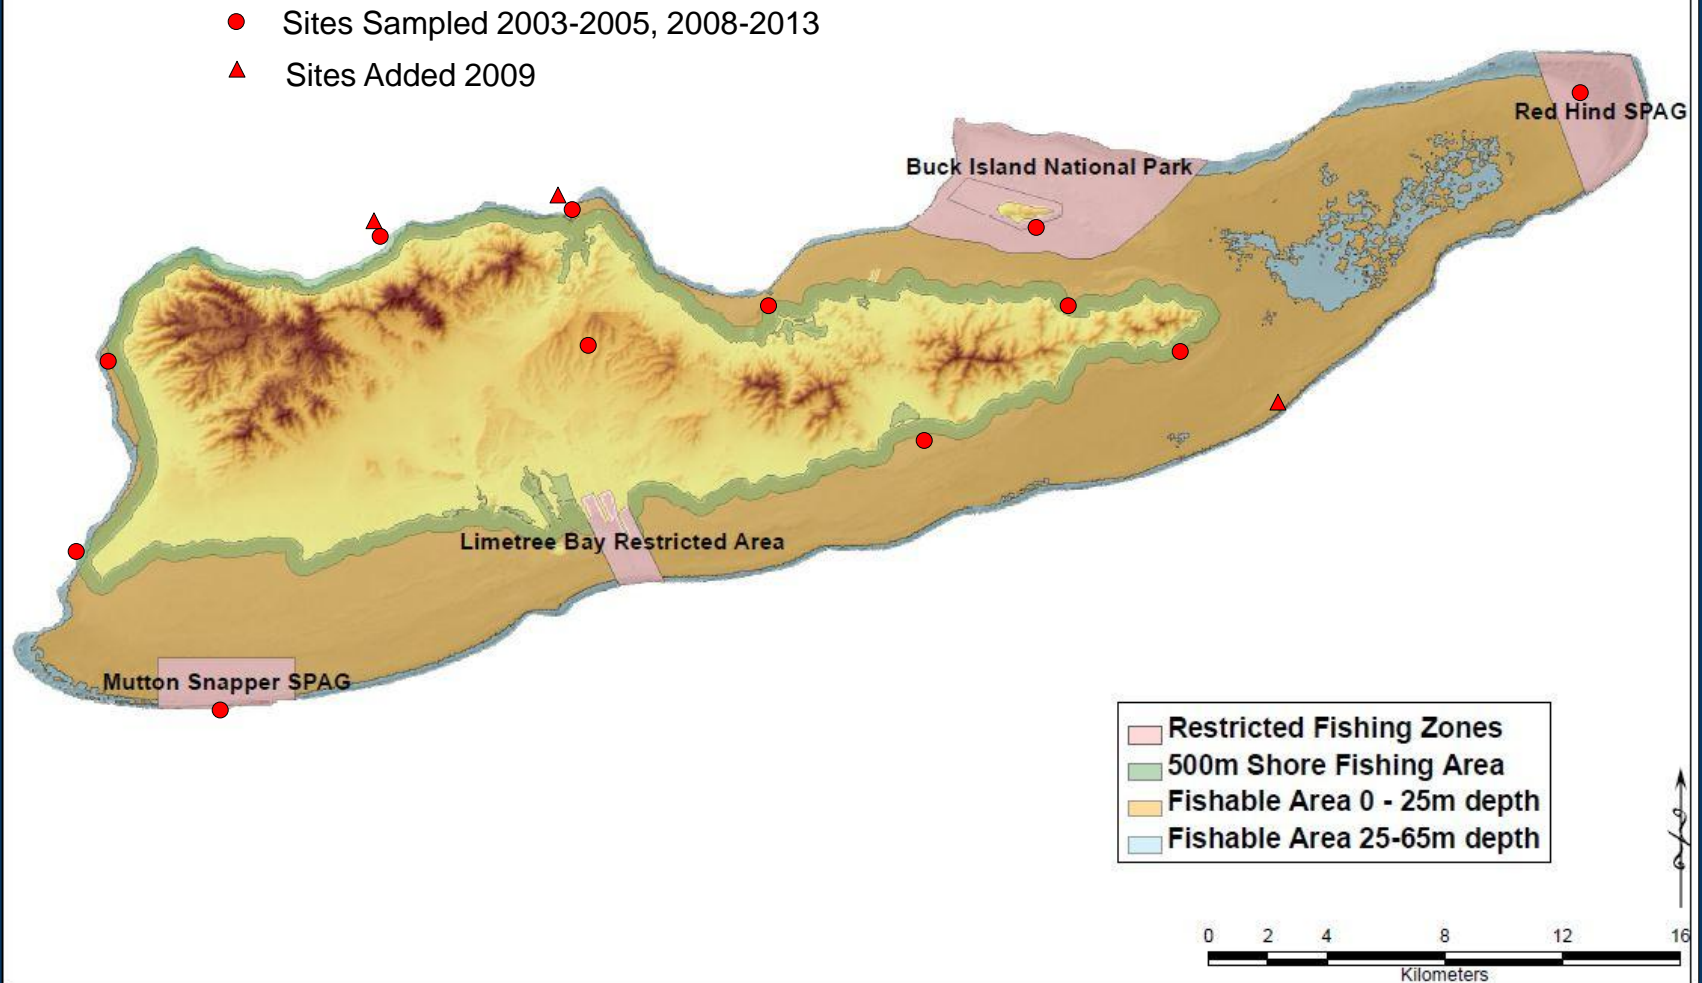 Sites Sampled 2003-2005, 2008-2013
Sites Added 2009
Red Hind SPAG
Buck Island National Park
Limetree Bay Restricted Area
Mutton Snapper SPAG
Restricted Fishing Zones
500m Shore Fishing Area
Fishable Area 0 - 25m depth
Fishable Area 25-65m depth
0 2 4 8 12 16
Kilometers